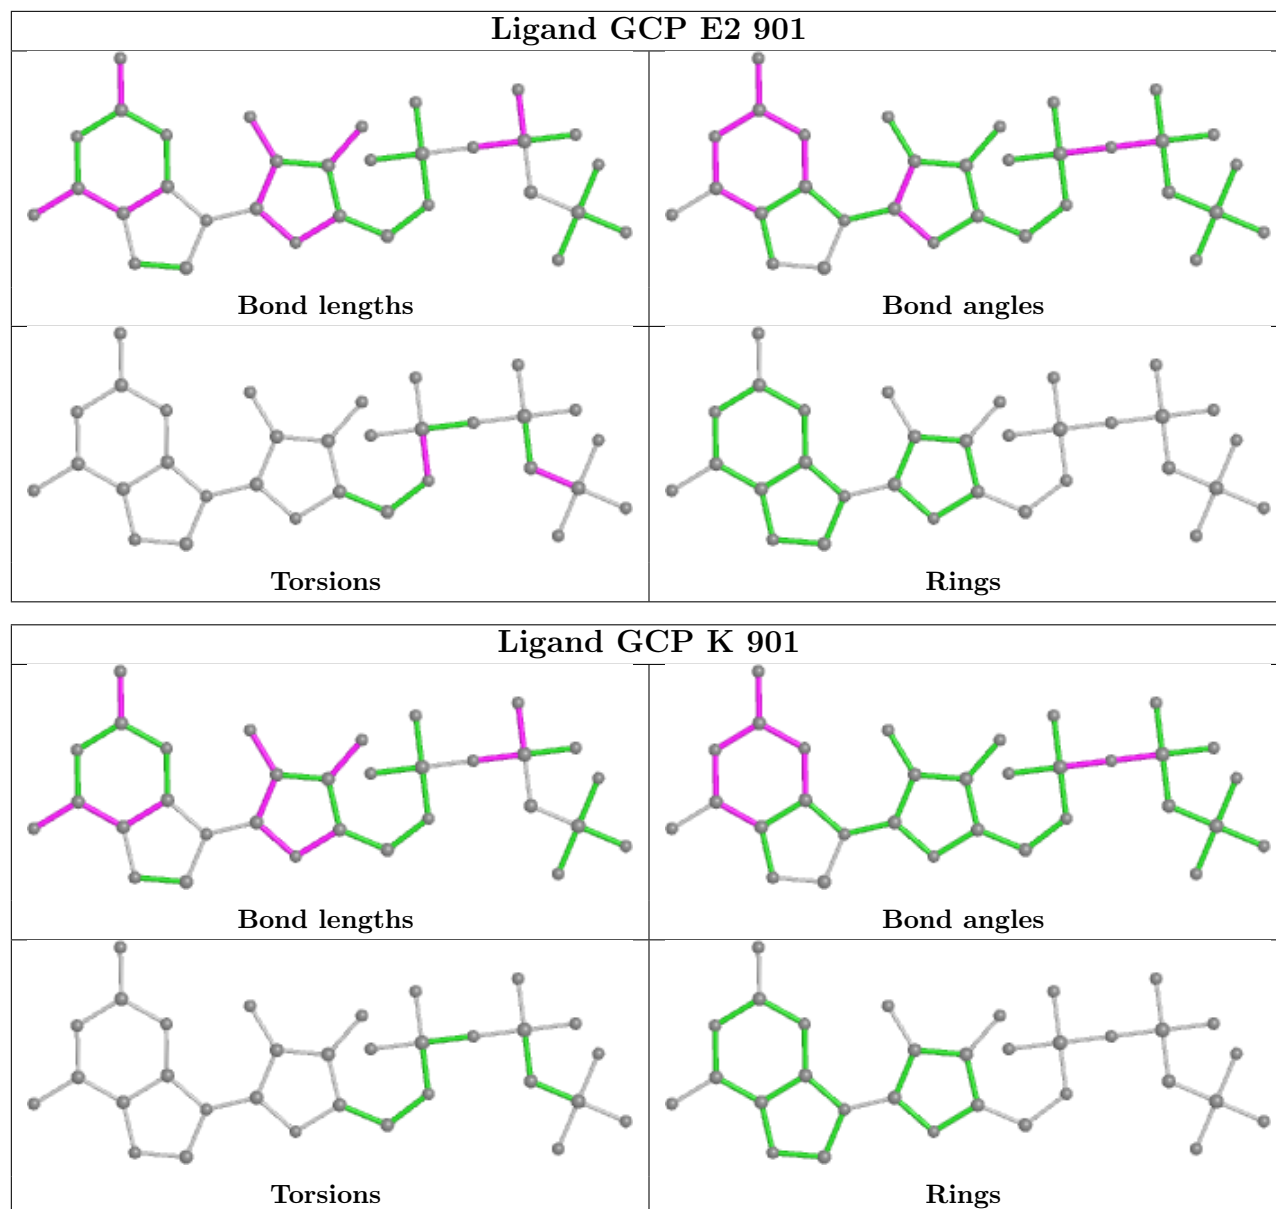 Ligand GCP E2 901
Bond lengths
Bond angles
Torsions
Rings
Ligand GCP K 901
Bond lengths
Bond angles
Torsions
Rings